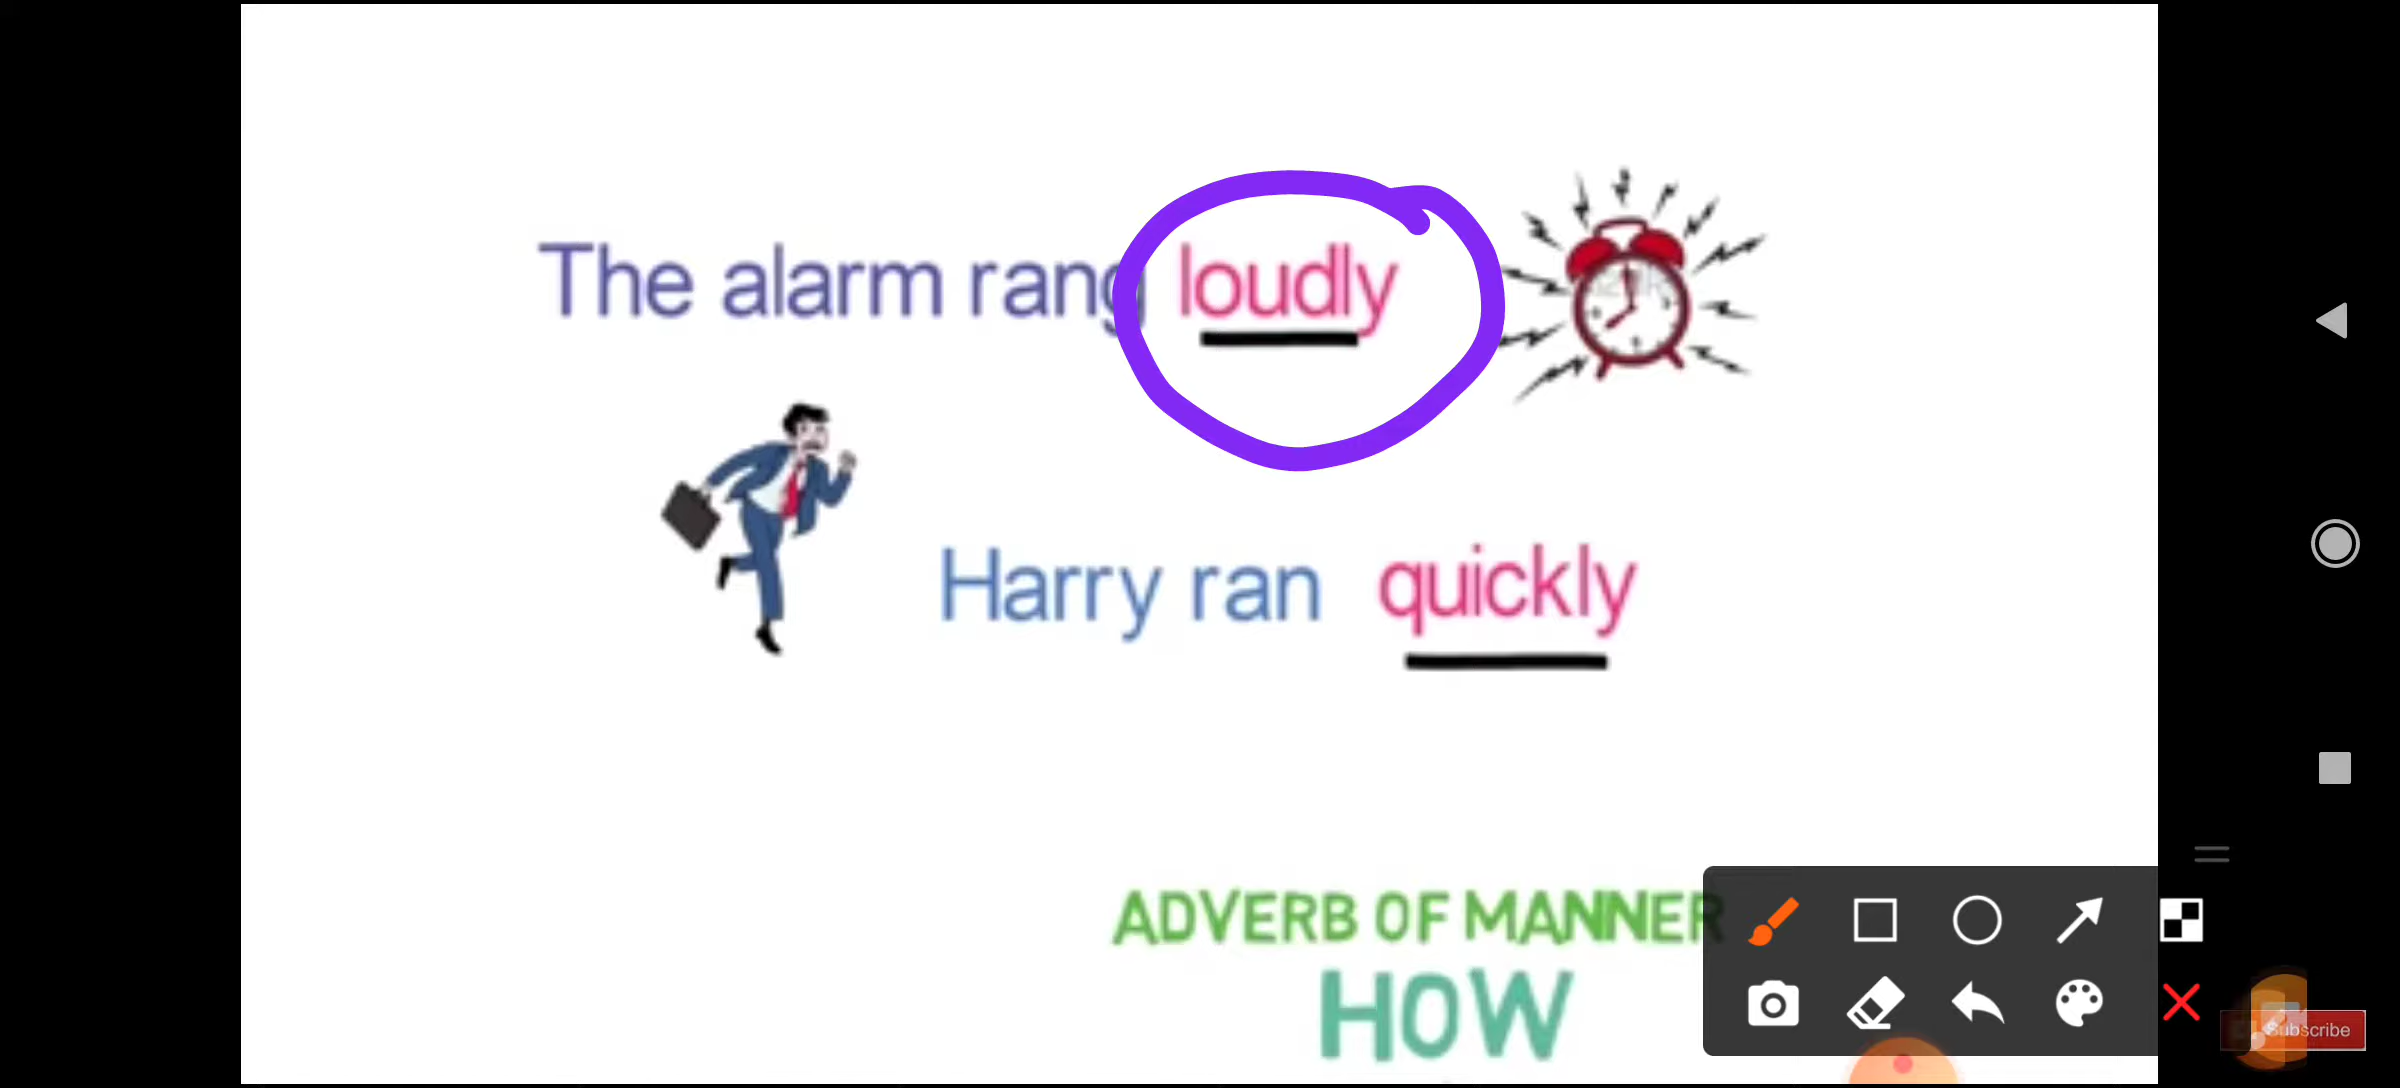 The alarm rang loudly
Harry ran quickly
ADVERB OF MANNER
HOW
Subscribe